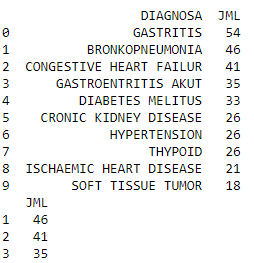 DIAGNOSA JML
0 GASTRITIS 54
1 BRONKOPNEUMONIA 46
2 CONGESTIVE HEART FAILUR 41
3 GASTROENTRITIS AKUT 35
4 DIABETES MELITUS 33
5 CRONIC KIDNEY DISEASE 26
6 HYPERTENSION 26
7 THYPOID 26
8 ISCHAEMIC HEART DISEASE 21
9 SOFT TISSUE TUMOR 18
JML
1 46
2 41
3 35